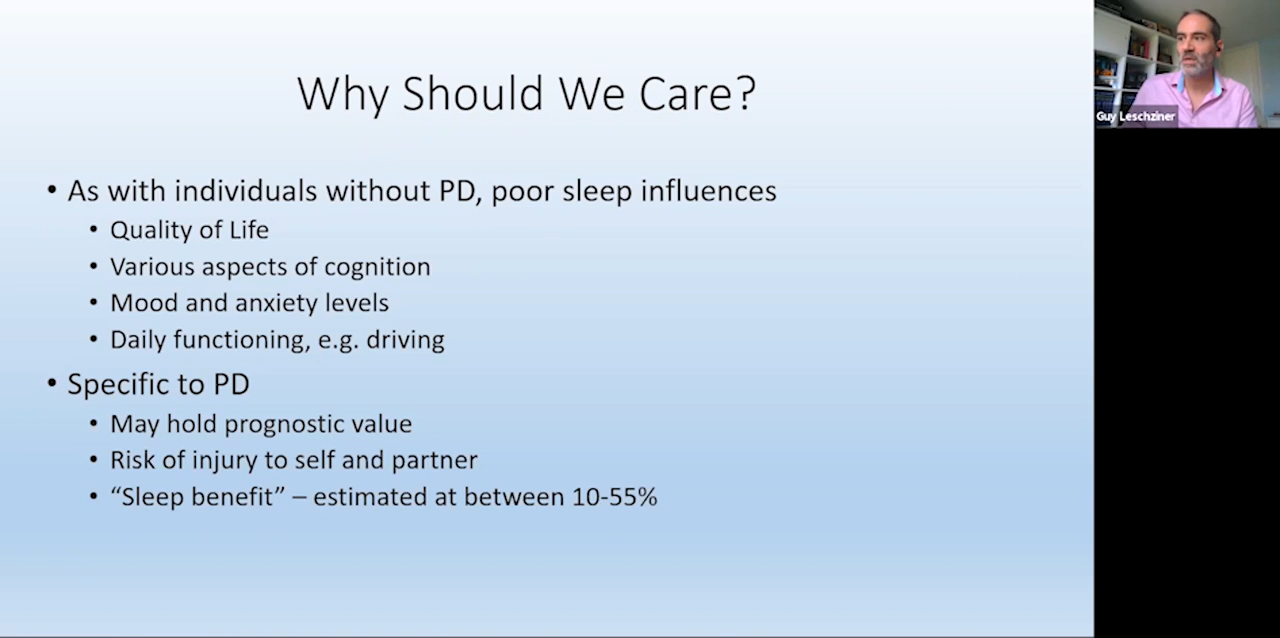 Why Should We Care?
Guy Leschziner
• As with individuals without PD, poor sleep influences
• Quality of Life
• Various aspects of cognition
• Mood and anxiety levels
• Daily functioning, e.g. driving
• Specific to PD
• May hold prognostic value
• Risk of injury to self and partner
• “Sleep benefit” – estimated at between 10-55%